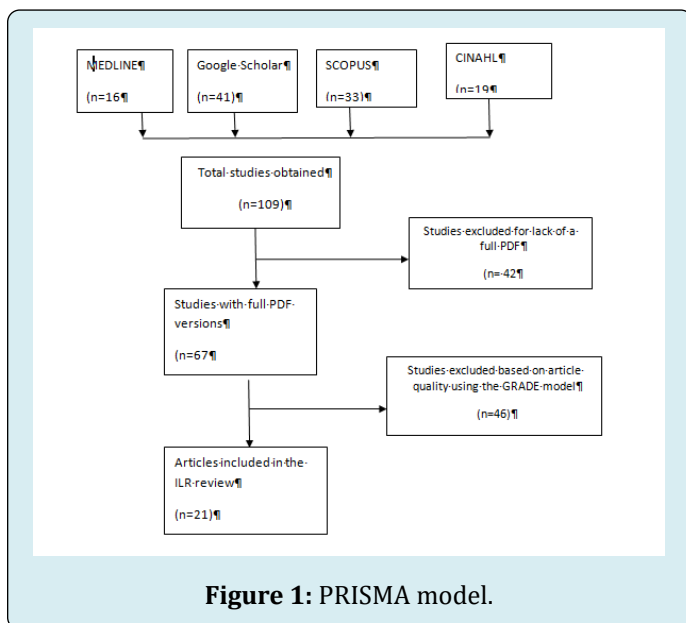 MEDLINE¶
(n=16¶
Google·Scholar¶
(n=41)¶
SCOPUS¶
(n=33)¶
CINAHL¶
(n=19¶
Total·studies·obtained¶
(n=109)¶
Studies·excluded·for·lack·of·a·
full·PDF¶
(n=·42¶
Studies·with·full·PDF·
versions¶
(n=67¶
Studies·excluded·based·on·article·
quality·using·the·GRADE·model¶
(n=46)¶
Articles·included·in·the·
ILR·review¶
(n=21)¶
Figure 1: PRISMA model.